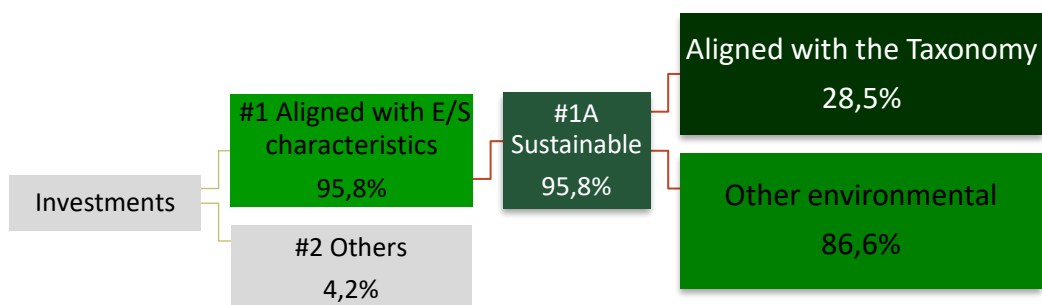 Investments
#1 Aligned with E/S
characteristics
95,8%
#2 Others
4,2%
#1A
Sustainable
95,8%
Aligned with the Taxonomy
28,5%
Other environmental
86,6%